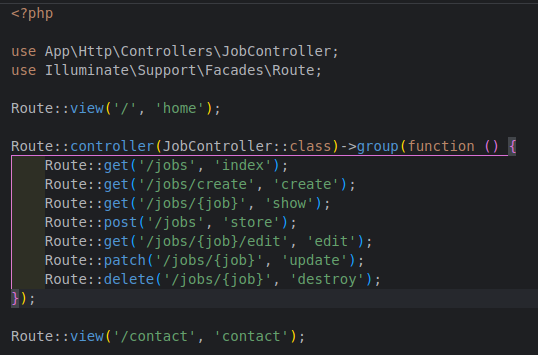 <?php
use App\Http\Controllers\JobController;
use Illuminate\Support\Facades\Route;
Route::view('/', 'home');
Route::controller(JobController::class)->group(function () {
    Route::get('/jobs', 'index');
    Route::get('/jobs/create', 'create');
    Route::get('/jobs/{job}', 'show');
    Route::post('/jobs', 'store');
    Route::get('/jobs/{job}/edit', 'edit');
    Route::patch('/jobs/{job}', 'update');
    Route::delete('/jobs/{job}', 'destroy');
});
Route::view('/contact', 'contact');